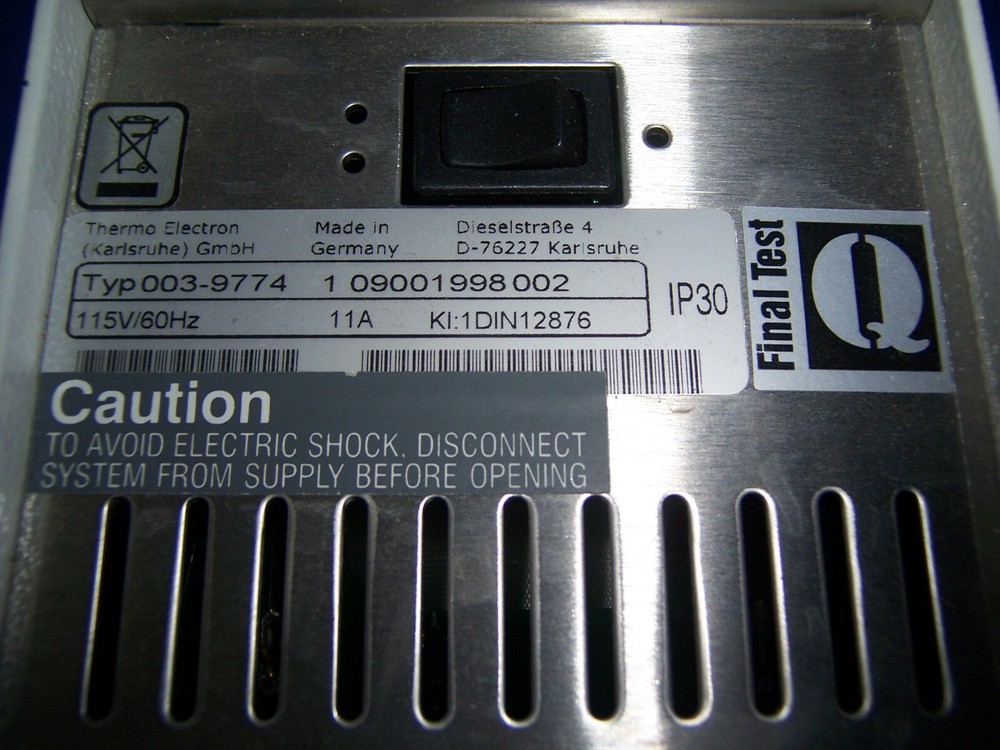 Thermo Electron
(Karlsruhe) GmbH
Made in
Germany
Dieselstraße 4
D-76227 Karlsruhe
Typ 003-9774 1 09001998 002
115V/60Hz 11A KI:1DIN12876
IP30
Final Test
Q
Caution
TO AVOID ELECTRIC SHOCK. DISCONNECT
SYSTEM FROM SUPPLY BEFORE OPENING